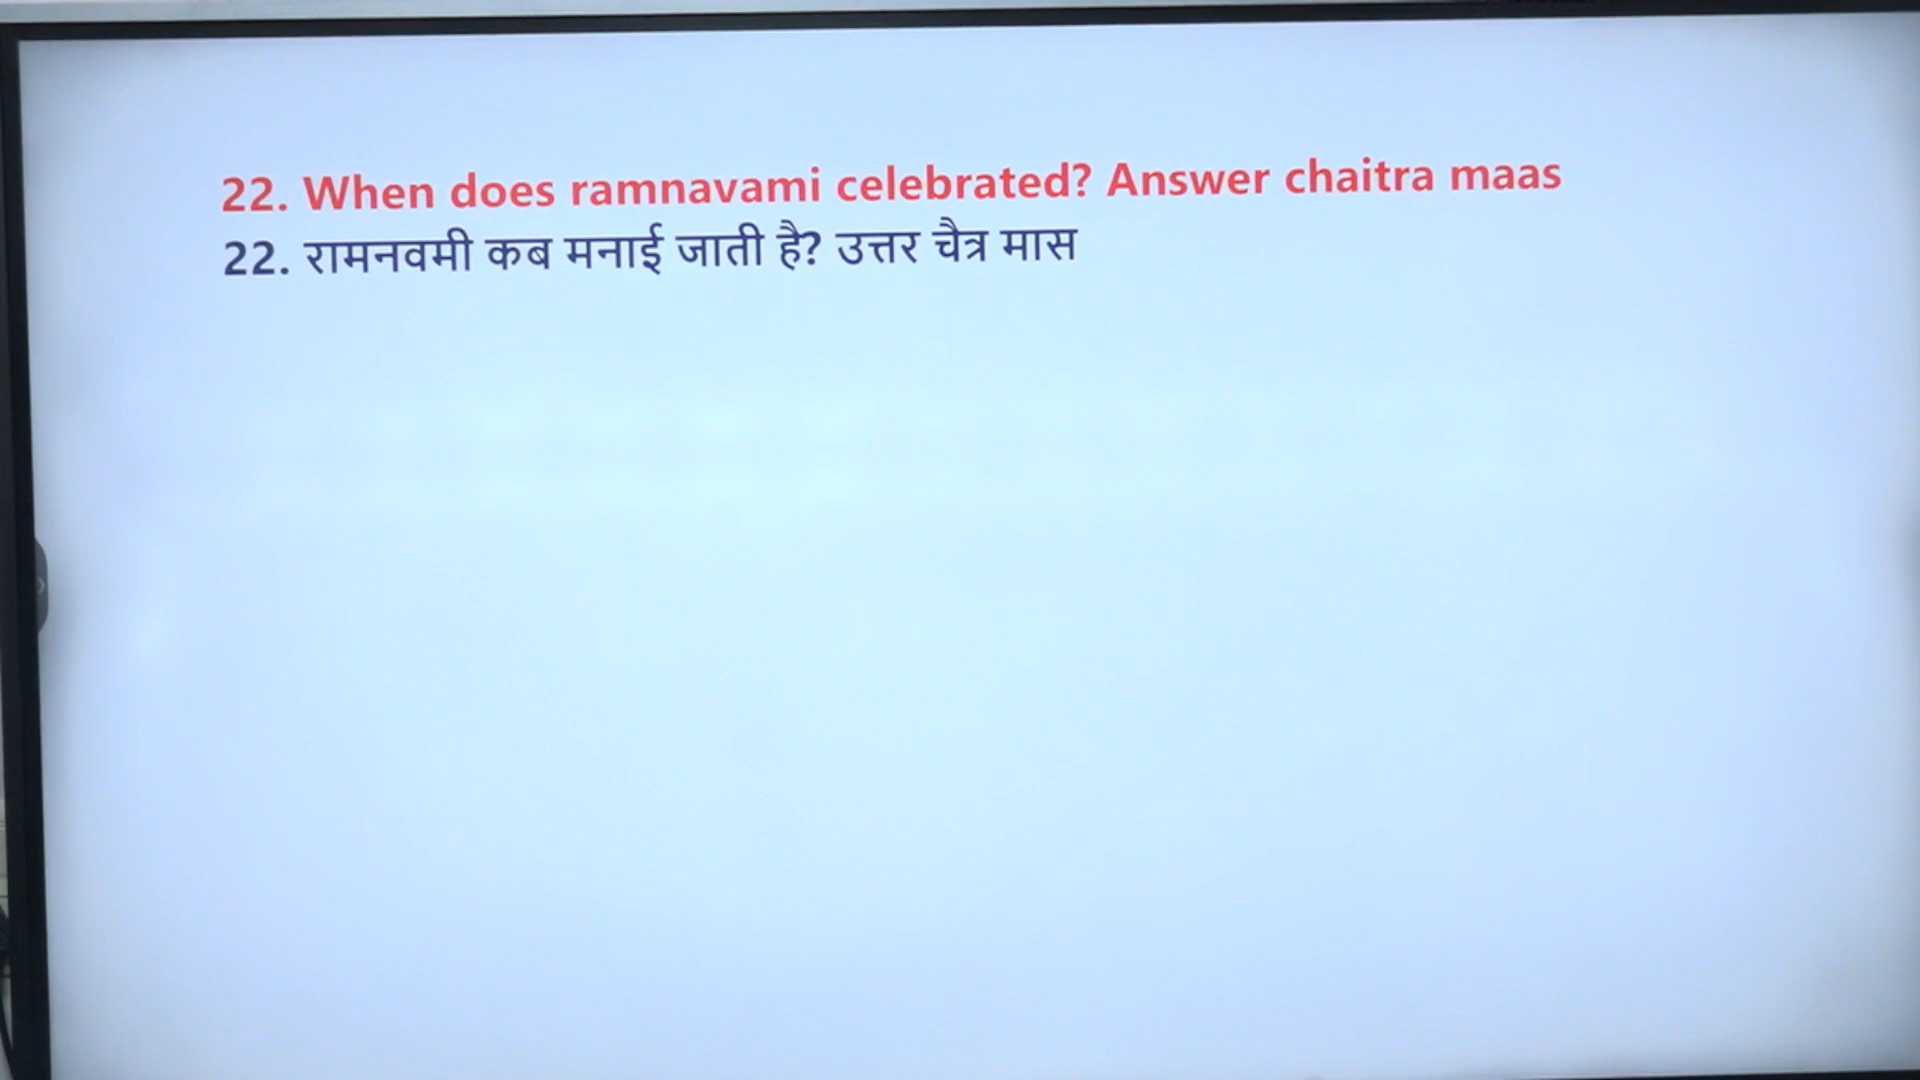 22. When does ramnavami celebrated? Answer chaitra maas
22. रामनवमी कब मनाई जाती है? उत्तर चैत्र मास